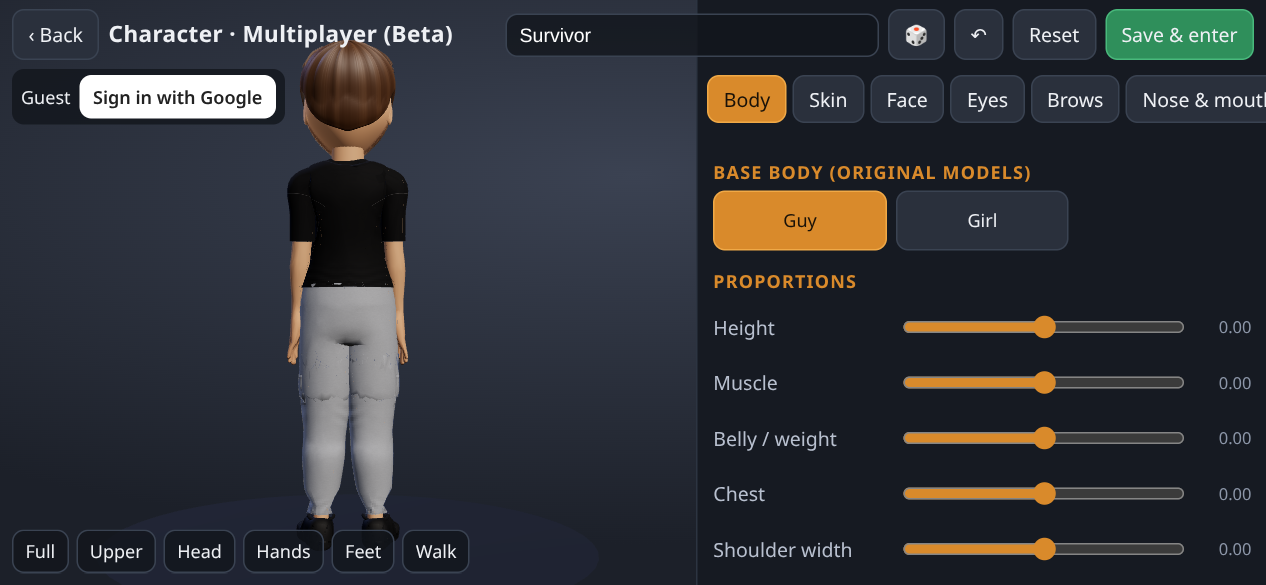 ‹ Back
Character · Multiplayer (Beta)
Survivor
Reset
Save & enter
Guest
Sign in with Google
Body
Skin
Face
Eyes
Brows
Nose & mouth
BASE BODY (ORIGINAL MODELS)
Guy
Girl
PROPORTIONS
Height
0.00
Muscle
0.00
Belly / weight
0.00
Chest
0.00
Shoulder width
0.00
Full
Upper
Head
Hands
Feet
Walk